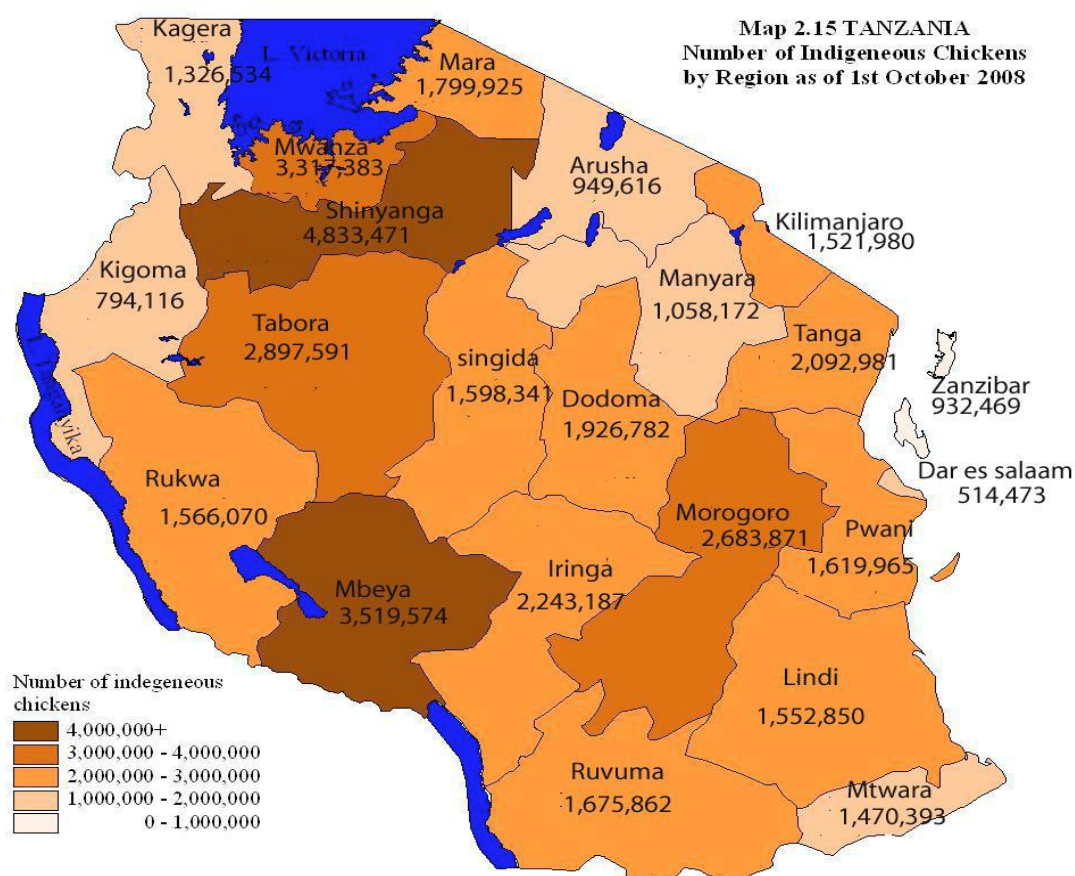 Map 2.15 TANZANIA
Number of Indigeneous Chickens
by Region as of 1st October 2008
Kagera
1,326,534
L. Victoria
Mara
1,799,925
Mwanza
3,317,383
Arusha
949,616
Shinyanga
4,833,471
Kilimanjaro
1,521,980
Kigoma
794,116
Manyara
1,058,172
Tabora
2,897,591
singida
1,598,341
Tanga
2,092,981
Dodoma
1,926,782
Zanzibar
932,469
Rukwa
1,566,070
Dar es salaam
514,473
Morogoro
2,683,871
Pwani
1,619,965
Iringa
2,243,187
Mbeya
3,519,574
Lindi
1,552,850
Ruvuma
1,675,862
Mtwara
1,470,393
Number of indegeneous
chickens
4,000,000+
3,000,000 - 4,000,000
2,000,000 - 3,000,000
1,000,000 - 2,000,000
0 - 1,000,000